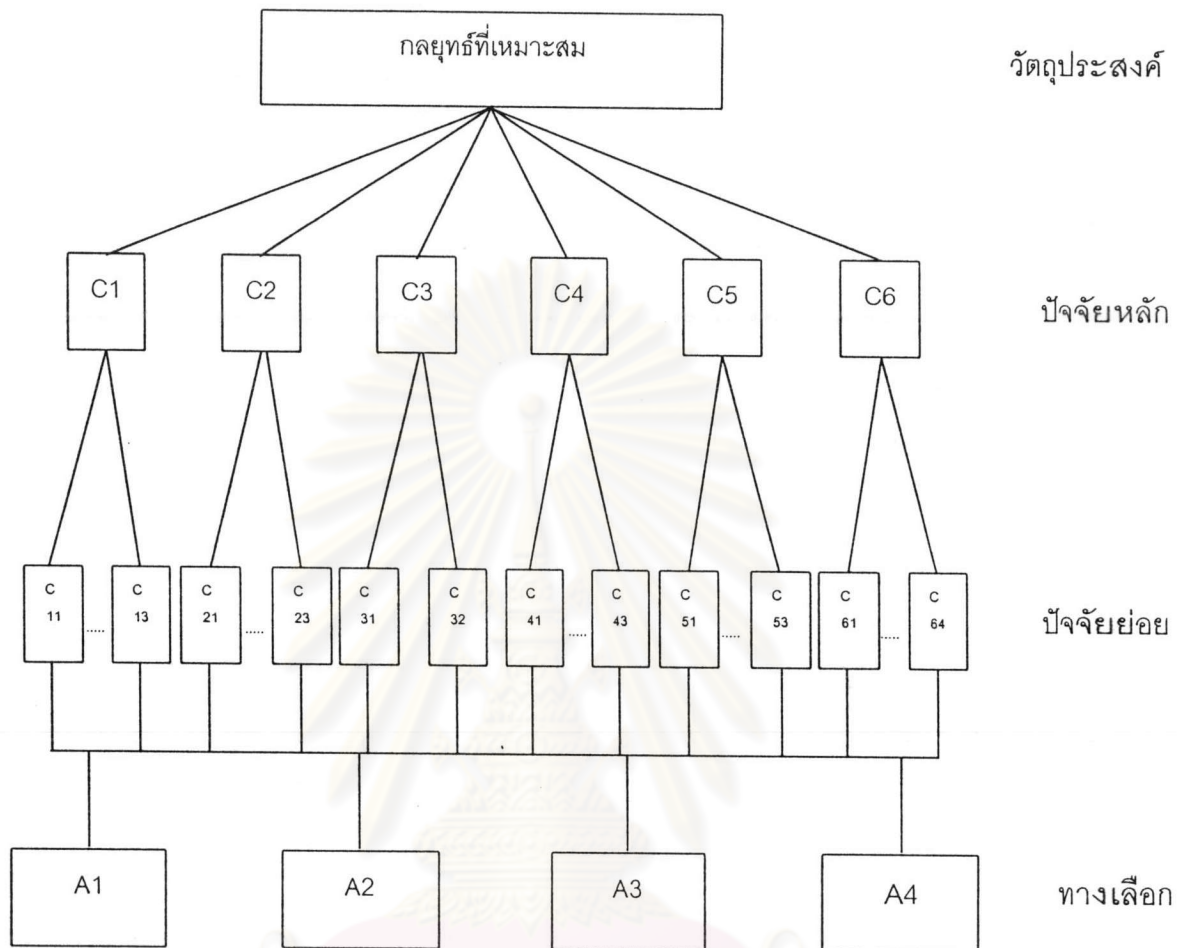 กลยุทธ์ที่เหมาะสม
วัตถุประสงค์
C1 C2 C3 C4 C5 C6
ปัจจัยหลัก
C C C C C C C C C C C C
11 ..... 13 21 ..... 23 31 32 41 ..... 43 51 ..... 53 61 ..... 64
ปัจจัยย่อย
A1 A2 A3 A4
ทางเลือก